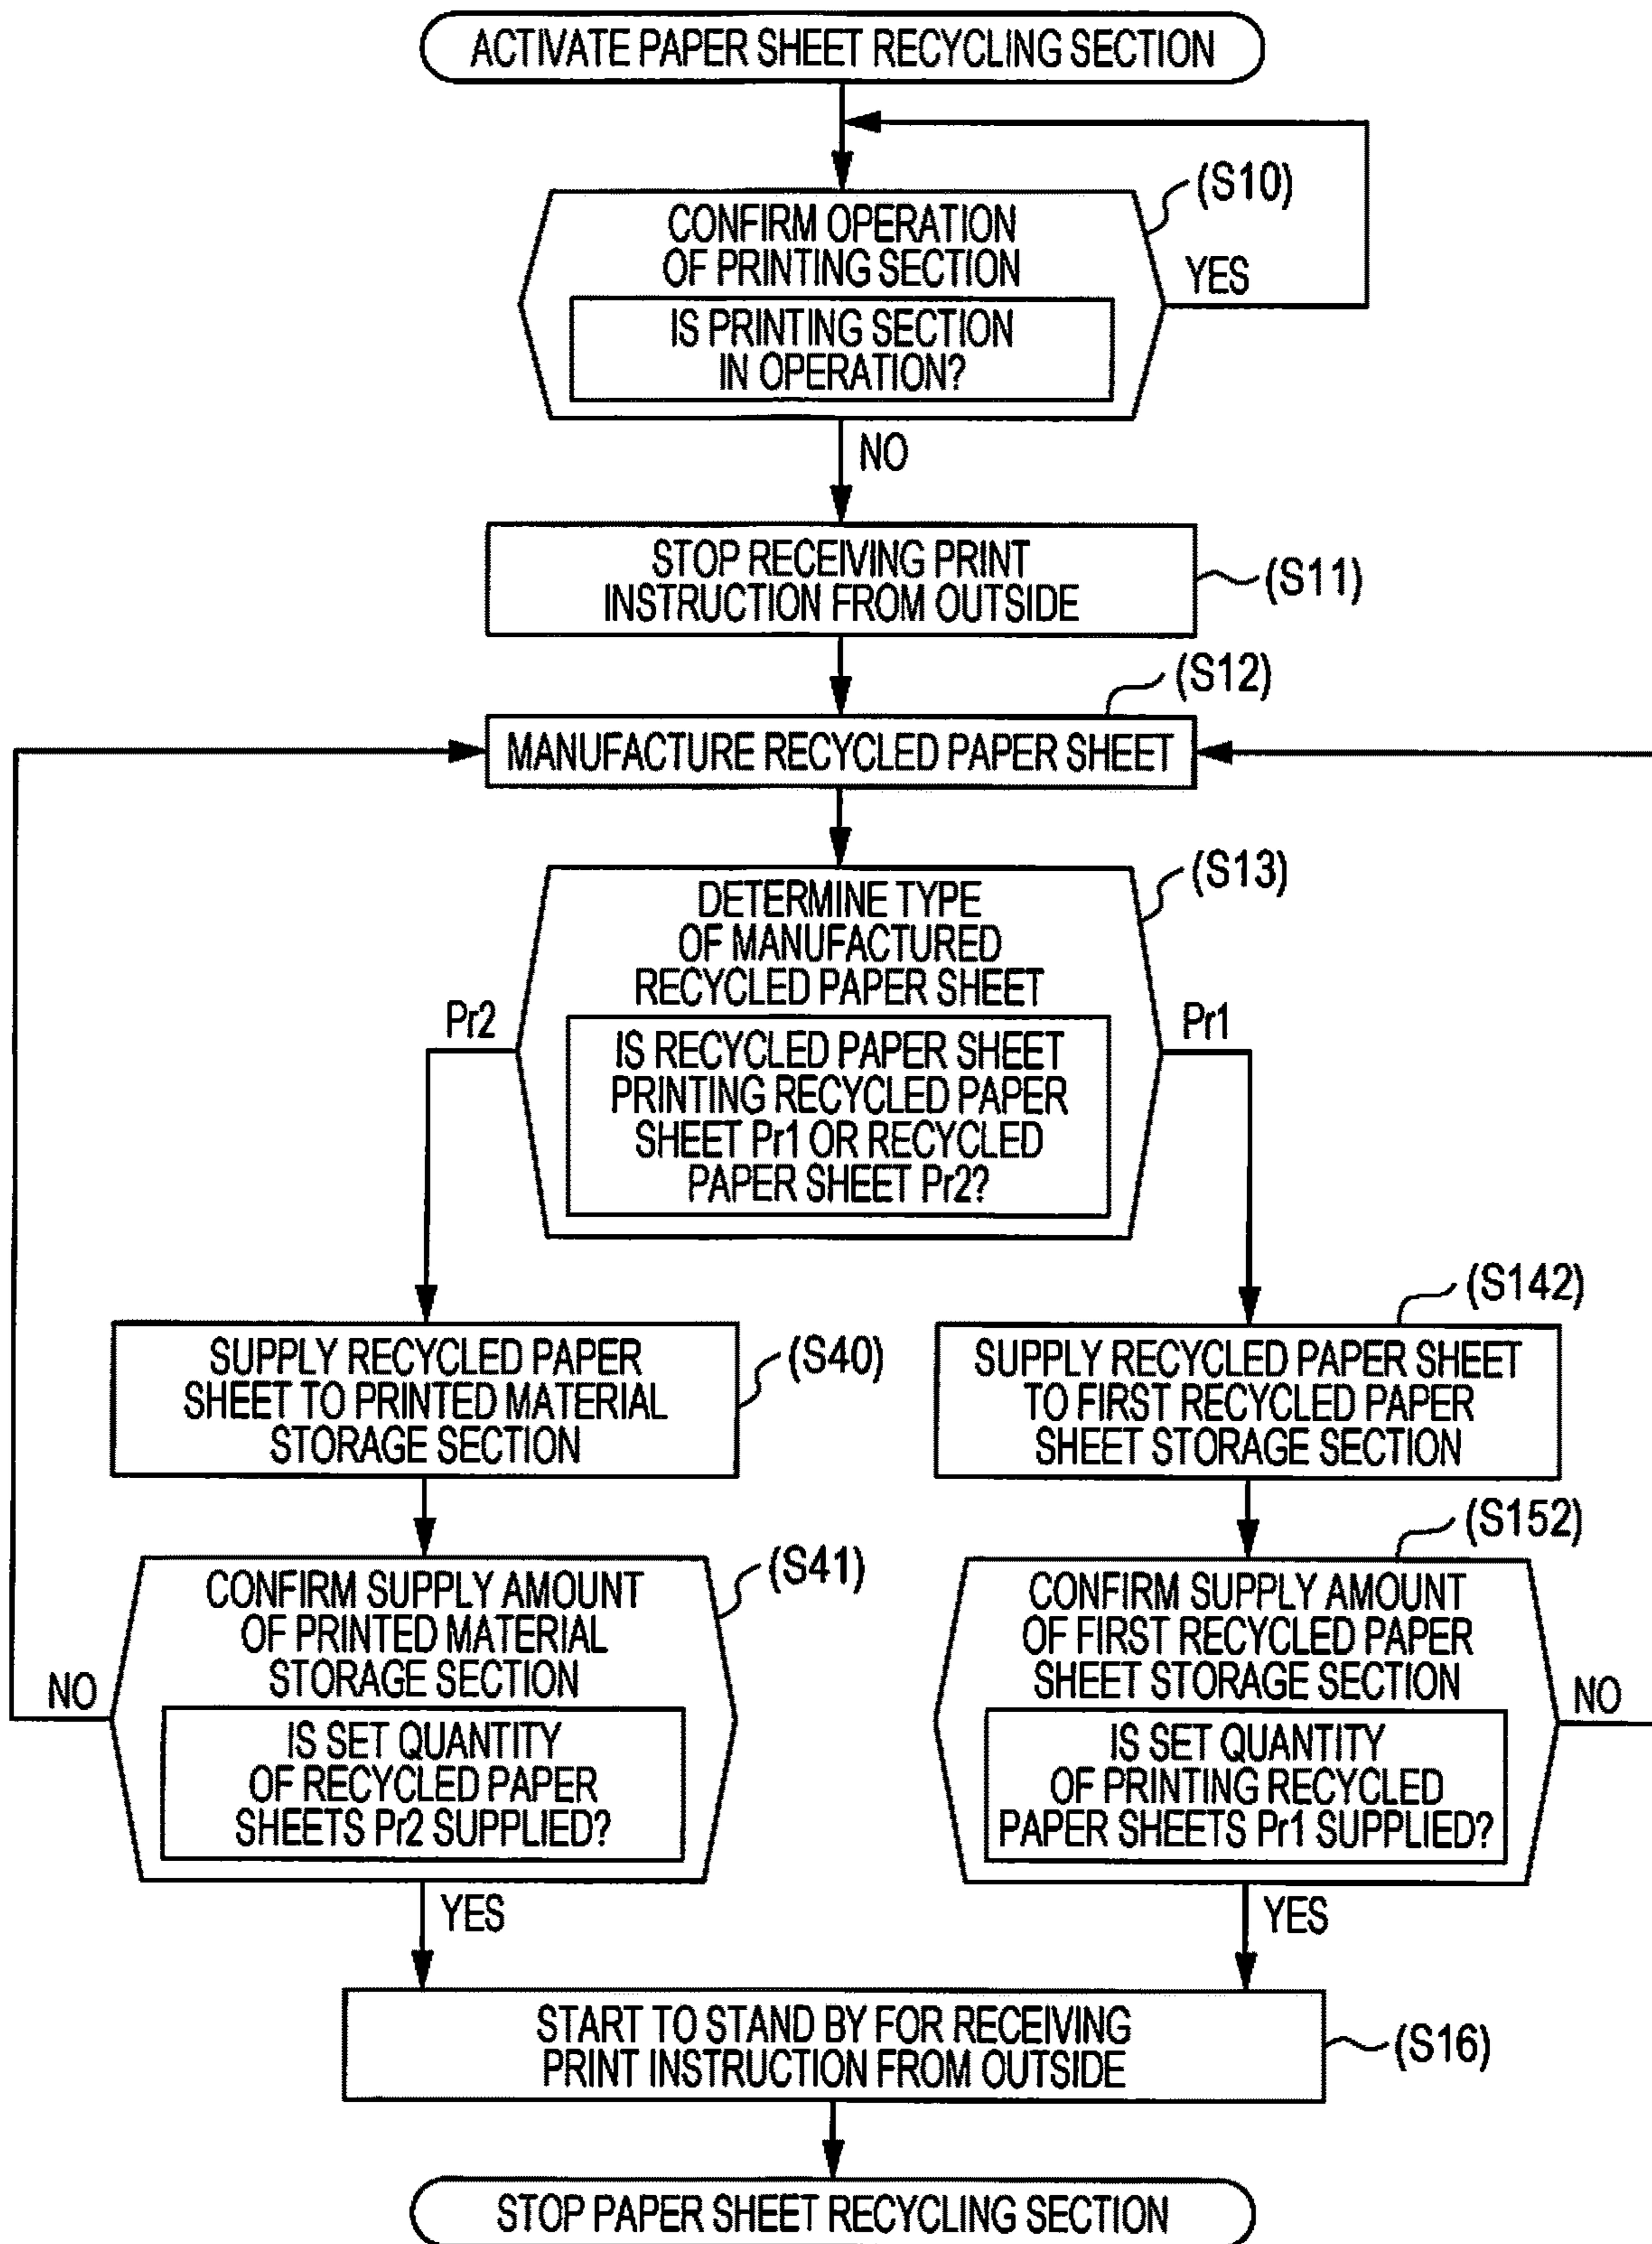 ACTIVATE PAPER SHEET RECYCLING SECTION
(S10)
CONFIRM OPERATION
OF PRINTING SECTION
YES
IS PRINTING SECTION
IN OPERATION?
NO
STOP RECEIVING PRINT
INSTRUCTION FROM OUTSIDE
(S11)
(S12)
MANUFACTURE RECYCLED PAPER SHEET
(S13)
DETERMINE TYPE
OF MANUFACTURED
RECYCLED PAPER SHEET
Pr2
Pr1
IS RECYCLED PAPER SHEET
PRINTING RECYCLED PAPER
SHEET Pr1 OR RECYCLED
PAPER SHEET Pr2?
SUPPLY RECYCLED PAPER
SHEET TO PRINTED MATERIAL
STORAGE SECTION
(S40)
(S142)
SUPPLY RECYCLED PAPER SHEET
TO FIRST RECYCLED PAPER
SHEET STORAGE SECTION
(S41)
CONFIRM SUPPLY AMOUNT
OF PRINTED MATERIAL
STORAGE SECTION
NO
IS SET QUANTITY
OF RECYCLED PAPER
SHEETS Pr2 SUPPLIED?
YES
(S152)
CONFIRM SUPPLY AMOUNT
OF FIRST RECYCLED PAPER
SHEET STORAGE SECTION
NO
IS SET QUANTITY
OF PRINTING RECYCLED
PAPER SHEETS Pr1 SUPPLIED?
YES
START TO STAND BY FOR RECEIVING
PRINT INSTRUCTION FROM OUTSIDE
(S16)
STOP PAPER SHEET RECYCLING SECTION